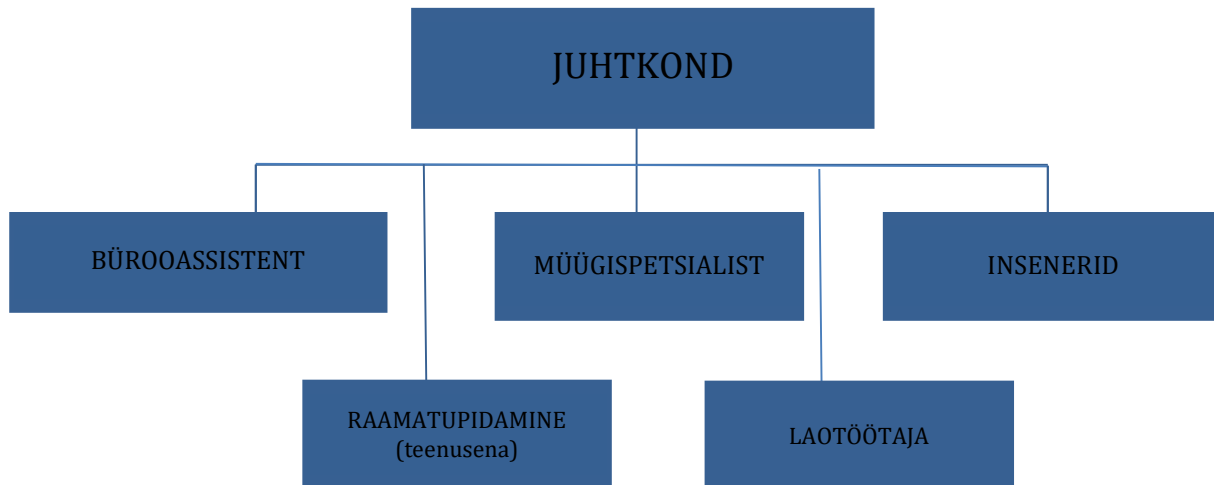 JUHTKOND
BÜROOASSISTENT
MÜÜGISPETSIALIST
INSENERID
RAAMATUPIDAMINE
(teenusena)
LAOTÖÖTAJA